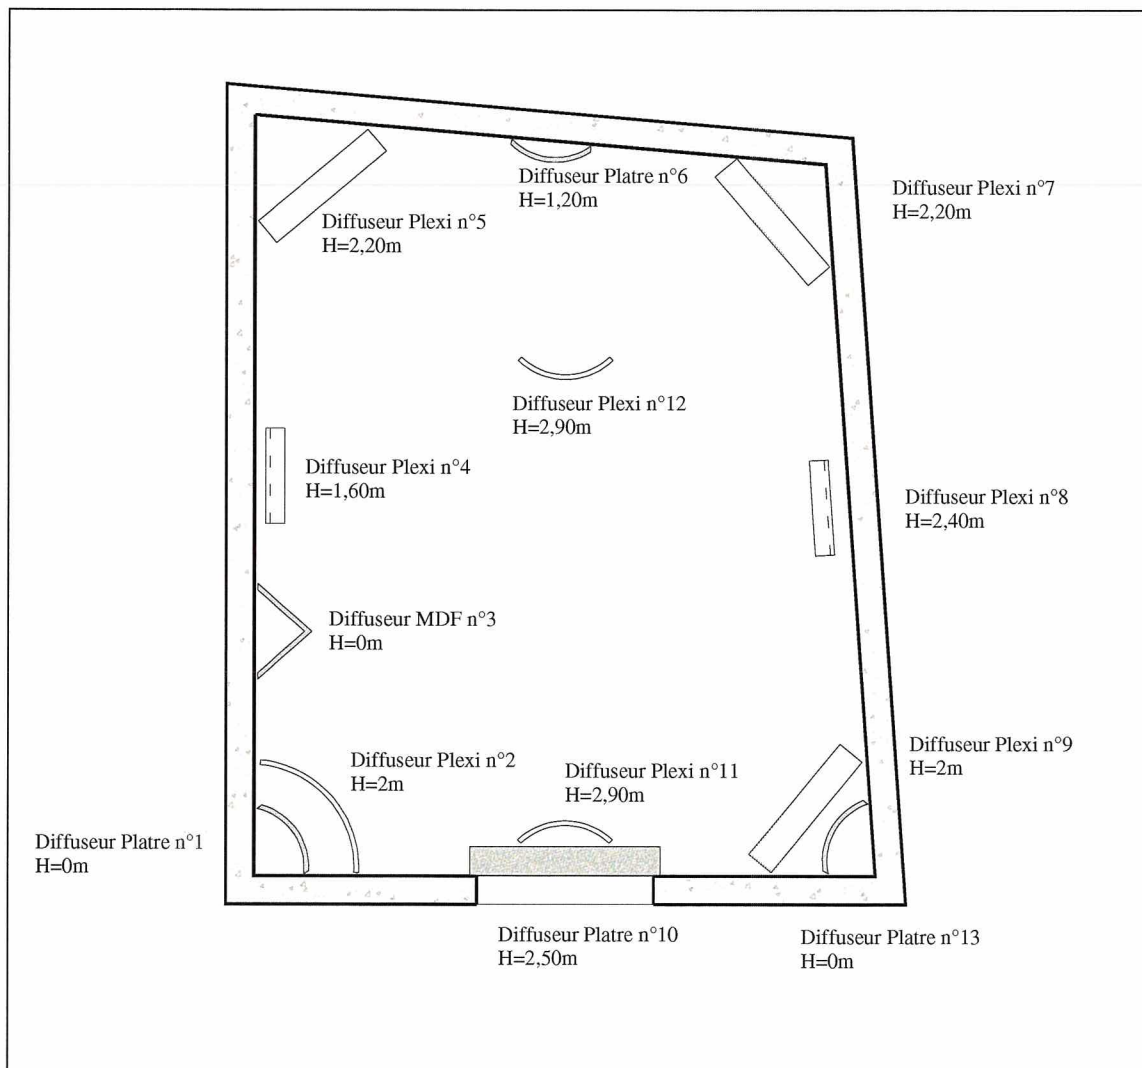 Diffuseur Platre n°6
H=1,20m
Diffuseur Plexi n°7
H=2,20m
Diffuseur Plexi n°5
H=2,20m
Diffuseur Plexi n°12
H=2,90m
Diffuseur Plexi n°4
H=1,60m
Diffuseur Plexi n°8
H=2,40m
Diffuseur MDF n°3
H=0m
Diffuseur Plexi n°9
H=2m
Diffuseur Plexi n°2
H=2m
Diffuseur Plexi n°11
H=2,90m
Diffuseur Platre n°1
H=0m
Diffuseur Platre n°10
H=2,50m
Diffuseur Platre n°13
H=0m